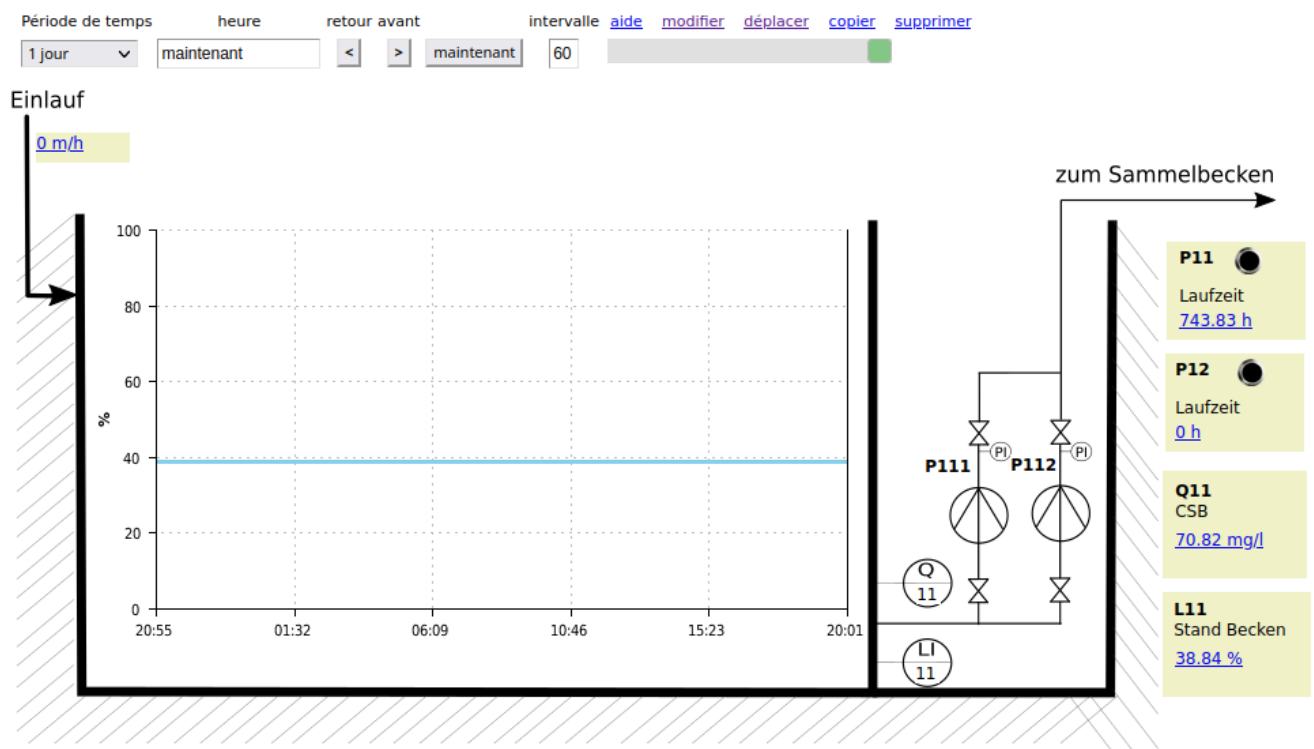 Période de temps heure retour avant intervalle aide modifier déplacer copier supprimer
1 jour maintenant < > maintenant 60
Einlauf
0 m/h
zum Sammelbecken
100
80
60
40
20
0
%
20:55 01:32 06:09 10:46 15:23 20:01
PI PI
P111 P112
Q
11
LI
11
P11
Laufzeit
743.83 h
P12
Laufzeit
0 h
Q11
CSB
70.82 mg/l
L11
Stand Becken
38.84 %